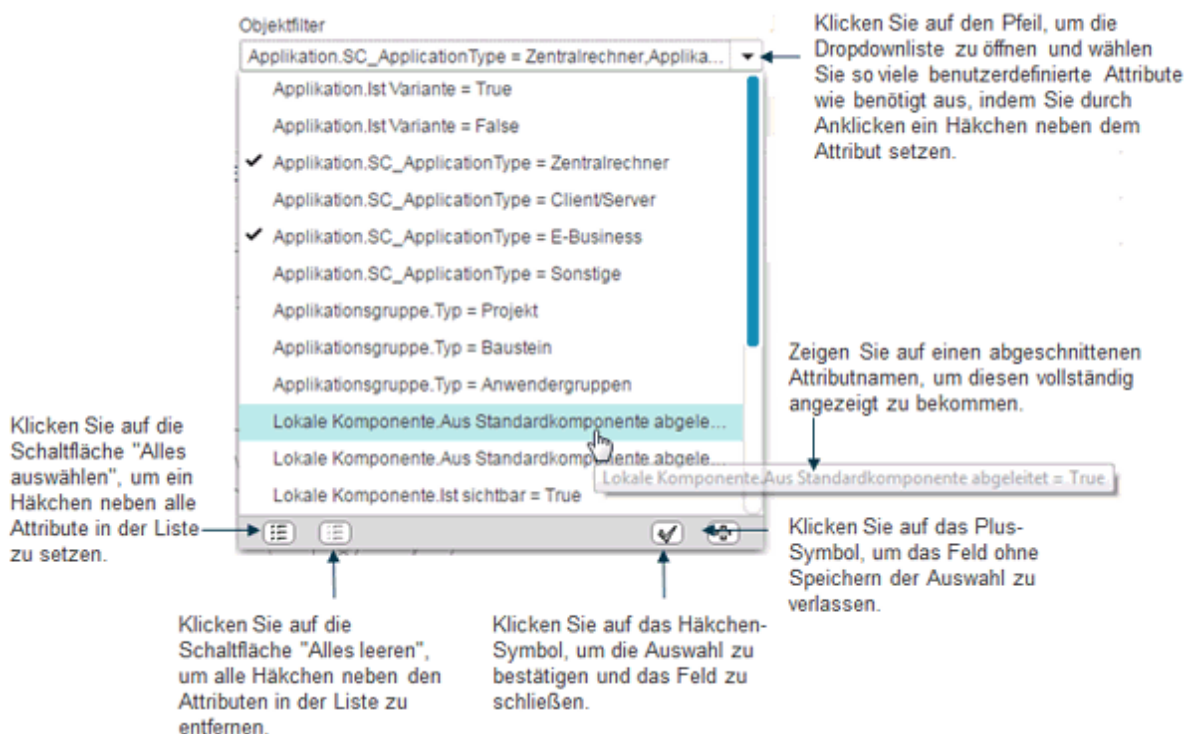 Objektfilter
Applikation.SC_ApplicationType = Zentralrechner,Applika...
Applikation.Ist Variante = True
Applikation.Ist Variante = False
Applikation.SC_ApplicationType = Zentralrechner
Applikation.SC_ApplicationType = Client/Server
Applikation.SC_ApplicationType = E-Business
Applikation.SC_ApplicationType = Sonstige
Applikationsgruppe.Typ = Projekt
Applikationsgruppe.Typ = Baustein
Applikationsgruppe.Typ = Anwendergruppen
Lokale Komponente.Aus Standardkomponente abgele...
Lokale Komponente.Aus Standardkomponente abgele...
Lokale Komponente.Aus Standardkomponente abgeleitet = True
Lokale Komponente.Ist sichtbar = True
Klicken Sie auf den Pfeil, um die
Dropdownliste zu öffnen und wählen
Sie so viele benutzerdefinierte Attribute
wie benötigt aus, indem Sie durch
Anklicken ein Häkchen neben dem
Attribut setzen.
Zeigen Sie auf einen abgeschnittenen
Attributnamen, um diesen vollständig
angezeigt zu bekommen.
Klicken Sie auf die
Schaltfläche "Alles
auswählen", um ein
Häkchen neben alle
Attribute in der Liste
zu setzen.
Klicken Sie auf das Plus-
Symbol, um das Feld ohne
Speichern der Auswahl zu
verlassen.
Klicken Sie auf die
Schaltfläche "Alles leeren",
um alle Häkchen neben den
Attributen in der Liste zu
entfernen.
Klicken Sie auf das Häkchen-
Symbol, um die Auswahl zu
bestätigen und das Feld zu
schließen.